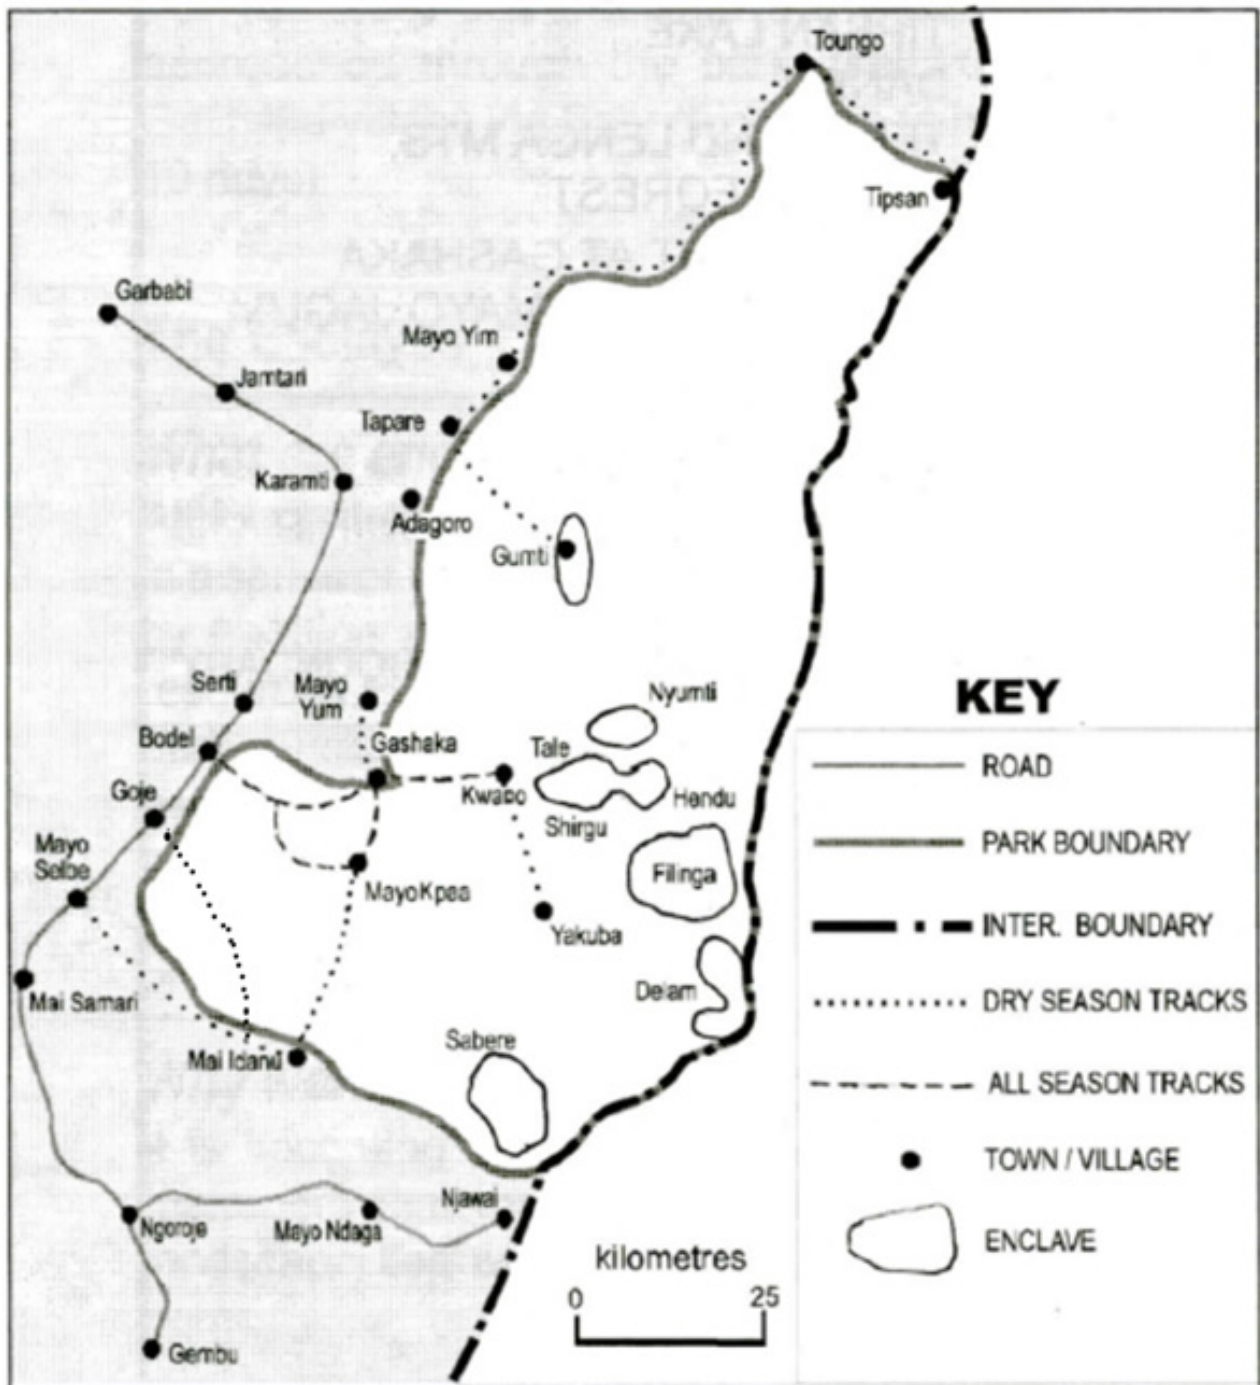 Toungo
Tipsan
Garbabi
Mayo Yim
Jamtari
Tapare
Karamti
Adagoro
Gumti
Serti
Mayo
Yum
Nyumti
KEY
Bodel
Gashaka
Tale
ROAD
Goje
Kwabo
Hendu
Shirgu
Mayo
Selbe
PARK BOUNDARY
Filinga
Mayo Kpaa
Yakuba
INTER. BOUNDARY
Mai Samari
Delam
DRY SEASON TRACKS
Sabere
Mai Idanu
ALL SEASON TRACKS
TOWN / VILLAGE
Njawai
Ngoroje
Mayo Ndaga
ENCLAVE
kilometres
0 25
Gembu